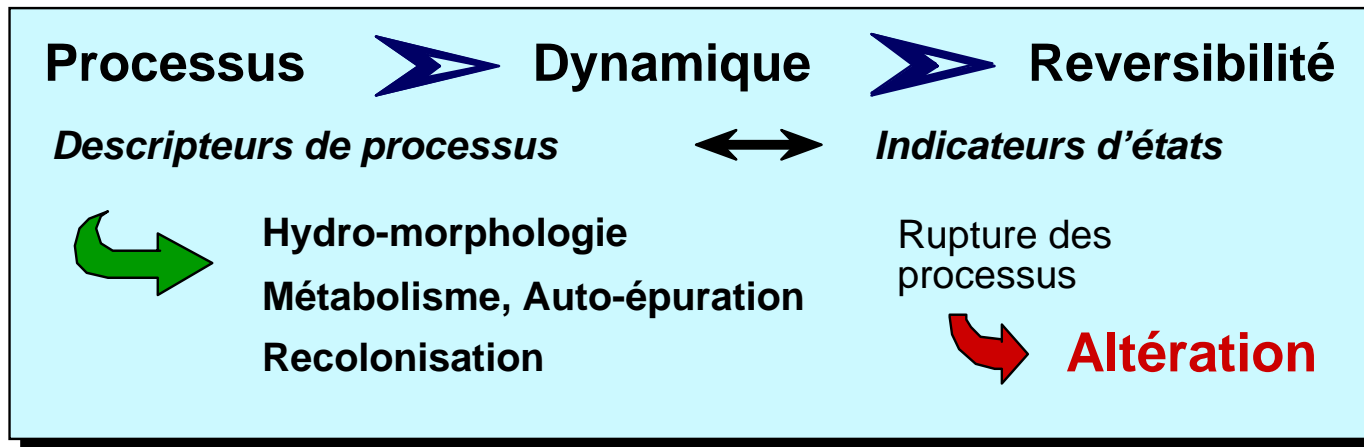 Processus Dynamique Reversibilité
Descripteurs de processus Indicateurs d'états
Hydro-morphologie
Métabolisme, Auto-épuration
Recolonisation
Rupture des
processus
Altération